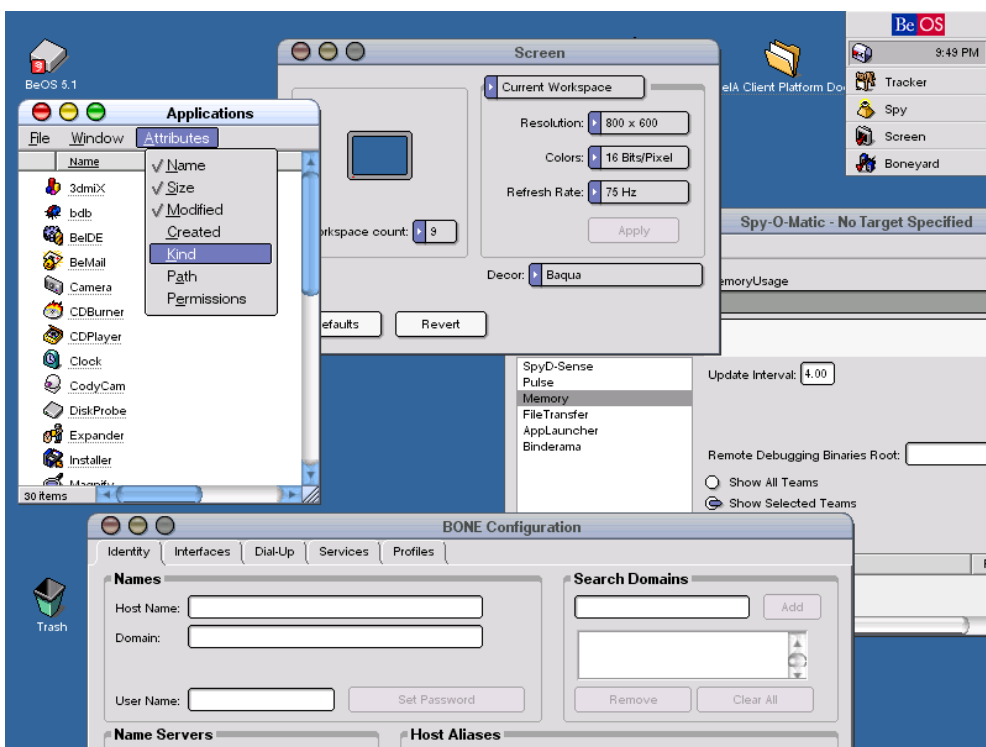 BeOS
9:49 PM
Tracker
Spy
Screen
Boneyard
BeOS 5.1
eIA Client Platform Do
Trash
Screen
Current Workspace
Resolution: 800 x 600
Colors: 16 Bits/Pixel
Refresh Rate: 75 Hz
Apply
orkspace count: 9
Decor: Baqua
efaults Revert
Applications
File Window Attributes
Name
3dmiX
bdb
BeIDE
BeMail
Camera
CDBurner
CDPlayer
Clock
CodyCam
DiskProbe
Expander
Installer
Magnify
30 items
Name
Size
Modified
Created
Kind
Path
Permissions
Spy-O-Matic - No Target Specified
emoryUsage
SpyD-Sense
Pulse
Memory
FileTransfer
AppLauncher
Binderama
Update Interval: 4.00
Remote Debugging Binaries Root:
Show All Teams
Show Selected Teams
BONE Configuration
Identity Interfaces Dial-Up Services Profiles
Names
Host Name:
Domain:
User Name: Set Password
Search Domains
Add
Remove Clear All
Name Servers
Host Aliases